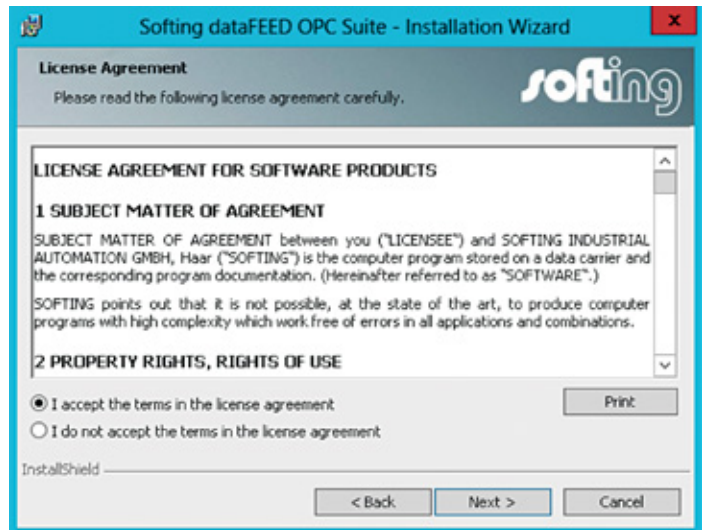 Softing dataFEED OPC Suite - Installation Wizard
x
License Agreement
Please read the following license agreement carefully.
softing
LICENSE AGREEMENT FOR SOFTWARE PRODUCTS
1 SUBJECT MATTER OF AGREEMENT
SUBJECT MATTER OF AGREEMENT between you ("LICENSEE") and SOFTING INDUSTRIAL
AUTOMATION GMBH, Haar ("SOFTING") is the computer program stored on a data carrier and
the corresponding program documentation. (Hereinafter referred to as "SOFTWARE".)
SOFTING points out that it is not possible, at the state of the art, to produce computer
programs with high complexity which work free of errors in all applications and combinations.
2 PROPERTY RIGHTS, RIGHTS OF USE
I accept the terms in the license agreement
Print
I do not accept the terms in the license agreement
InstallShield
< Back
Next >
Cancel